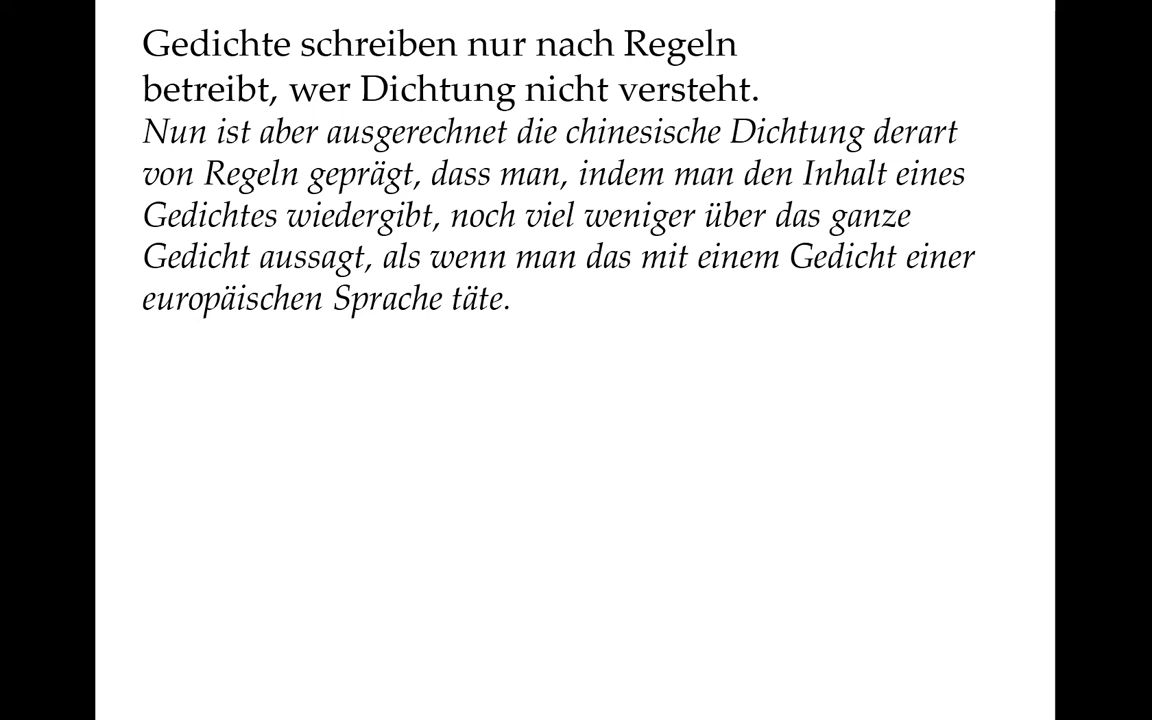 Gedichte schreiben nur nach Regeln
betreibt, wer Dichtung nicht versteht.
Nun ist aber ausgerechnet die chinesische Dichtung derart
von Regeln geprägt, dass man, indem man den Inhalt eines
Gedichtes wiedergibt, noch viel weniger über das ganze
Gedicht aussagt, als wenn man das mit einem Gedicht einer
europäischen Sprache täte.